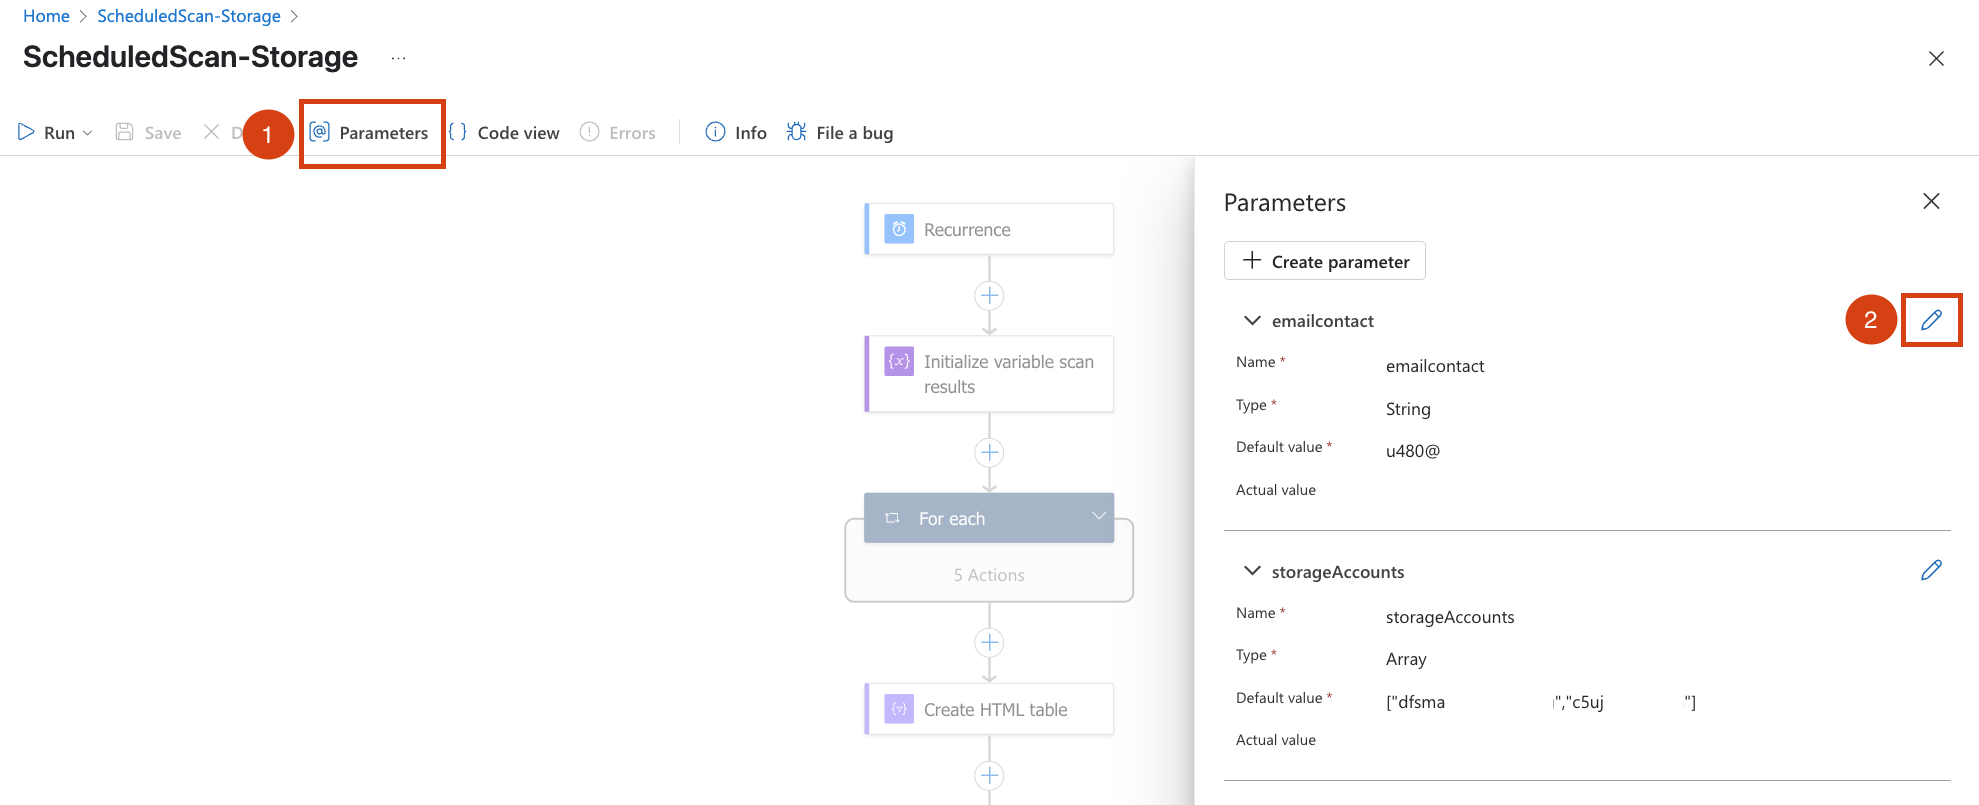 Home > ScheduledScan-Storage >
ScheduledScan-Storage ...
Run Save D 1 Parameters { } Code view Errors Info File a bug
Recurrence
{x} Initialize variable scan
results
For each
5 Actions
Create HTML table
Parameters
+ Create parameter
emailcontact
2
Name * emailcontact
Type * String
Default value * u480@
Actual value
storageAccounts
Name * storageAccounts
Type * Array
Default value * ["dfsma ","c5uj "]
Actual value